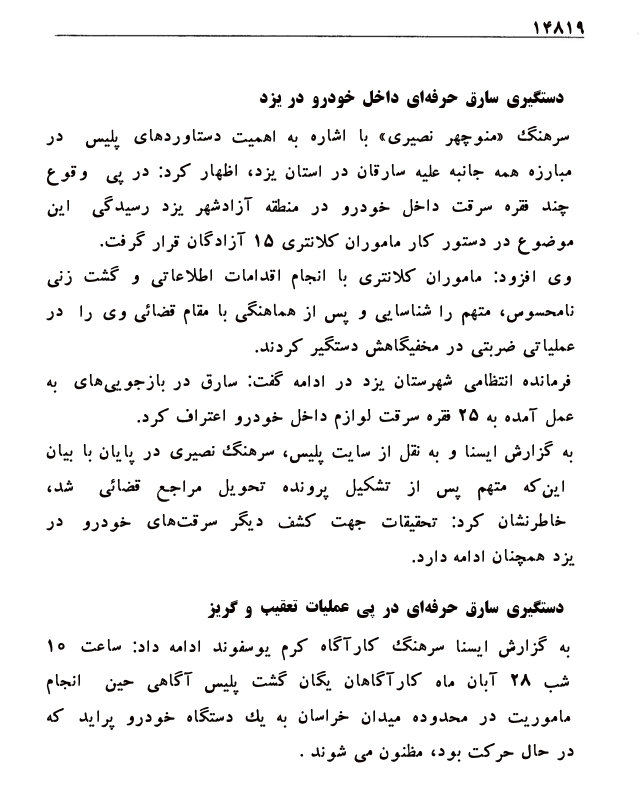 ۱۴۸۱۹
دستگیری سارق حرفه‌ای داخل خودرو در یزد
سرهنگ «منوچهر نصیری» با اشاره به اهمیت دستاوردهای پلیس در
مبارزه همه جانبه علیه سارقان در استان یزد، اظهار کرد: در پی وقوع
چند فقره سرقت داخل خودرو در منطقه آزادشهر یزد رسیدگی این
موضوع در دستور کار ماموران کلانتری ۱۵ آزادگان قرار گرفت.
وی افزود: ماموران کلانتری با انجام اقدامات اطلاعاتی و گشت زنی
نامحسوس، متهم را شناسایی و پس از هماهنگی با مقام قضائی وی را در
عملیاتی ضربتی در مخفیگاهش دستگیر کردند.
فرمانده انتظامی شهرستان یزد در ادامه گفت: سارق در بازجویی‌های به
عمل آمده به ۲۵ فقره سرقت لوازم داخل خودرو اعتراف کرد.
به گزارش ایسنا و به نقل از سایت پلیس، سرهنگ نصیری در پایان با بیان
این‌که متهم پس از تشکیل پرونده تحویل مراجع قضائی شد،
خاطرنشان کرد: تحقیقات جهت کشف دیگر سرقت‌های خودرو در
یزد همچنان ادامه دارد.
دستگیری سارق حرفه‌ای در پی عملیات تعقیب و گریز
به گزارش ایسنا سرهنگ کارآگاه کرم یوسفوند ادامه داد: ساعت ۱۰
شب ۲۸ آبان ماه کارآگاهان یگان گشت پلیس آگاهی حین انجام
ماموریت در محدوده میدان خراسان به یك دستگاه خودرو پراید که
در حال حرکت بود، مظنون می شوند .